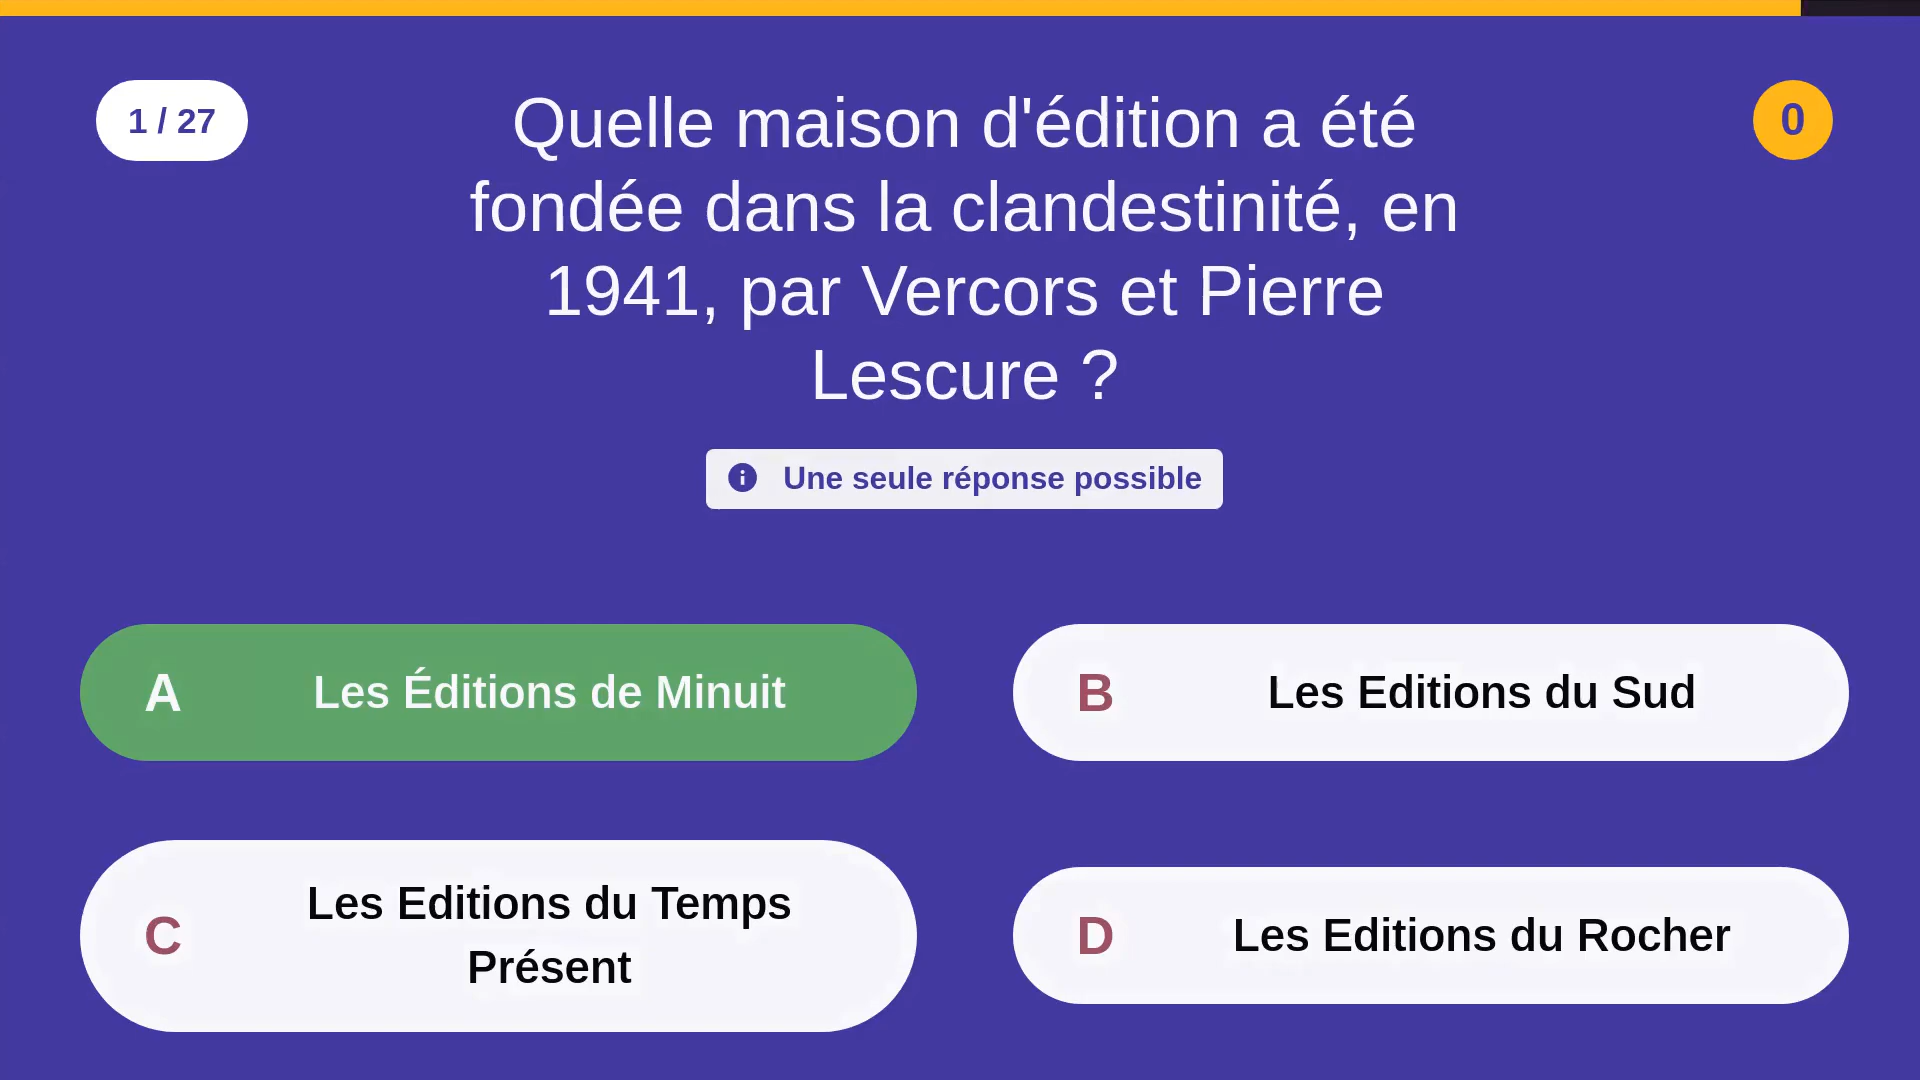 1 / 27
Quelle maison d'édition a été
fondée dans la clandestinité, en
1941, par Vercors et Pierre
Lescure ?
0
Une seule réponse possible
A Les Éditions de Minuit
B Les Editions du Sud
C Les Editions du Temps
Présent
D Les Editions du Rocher